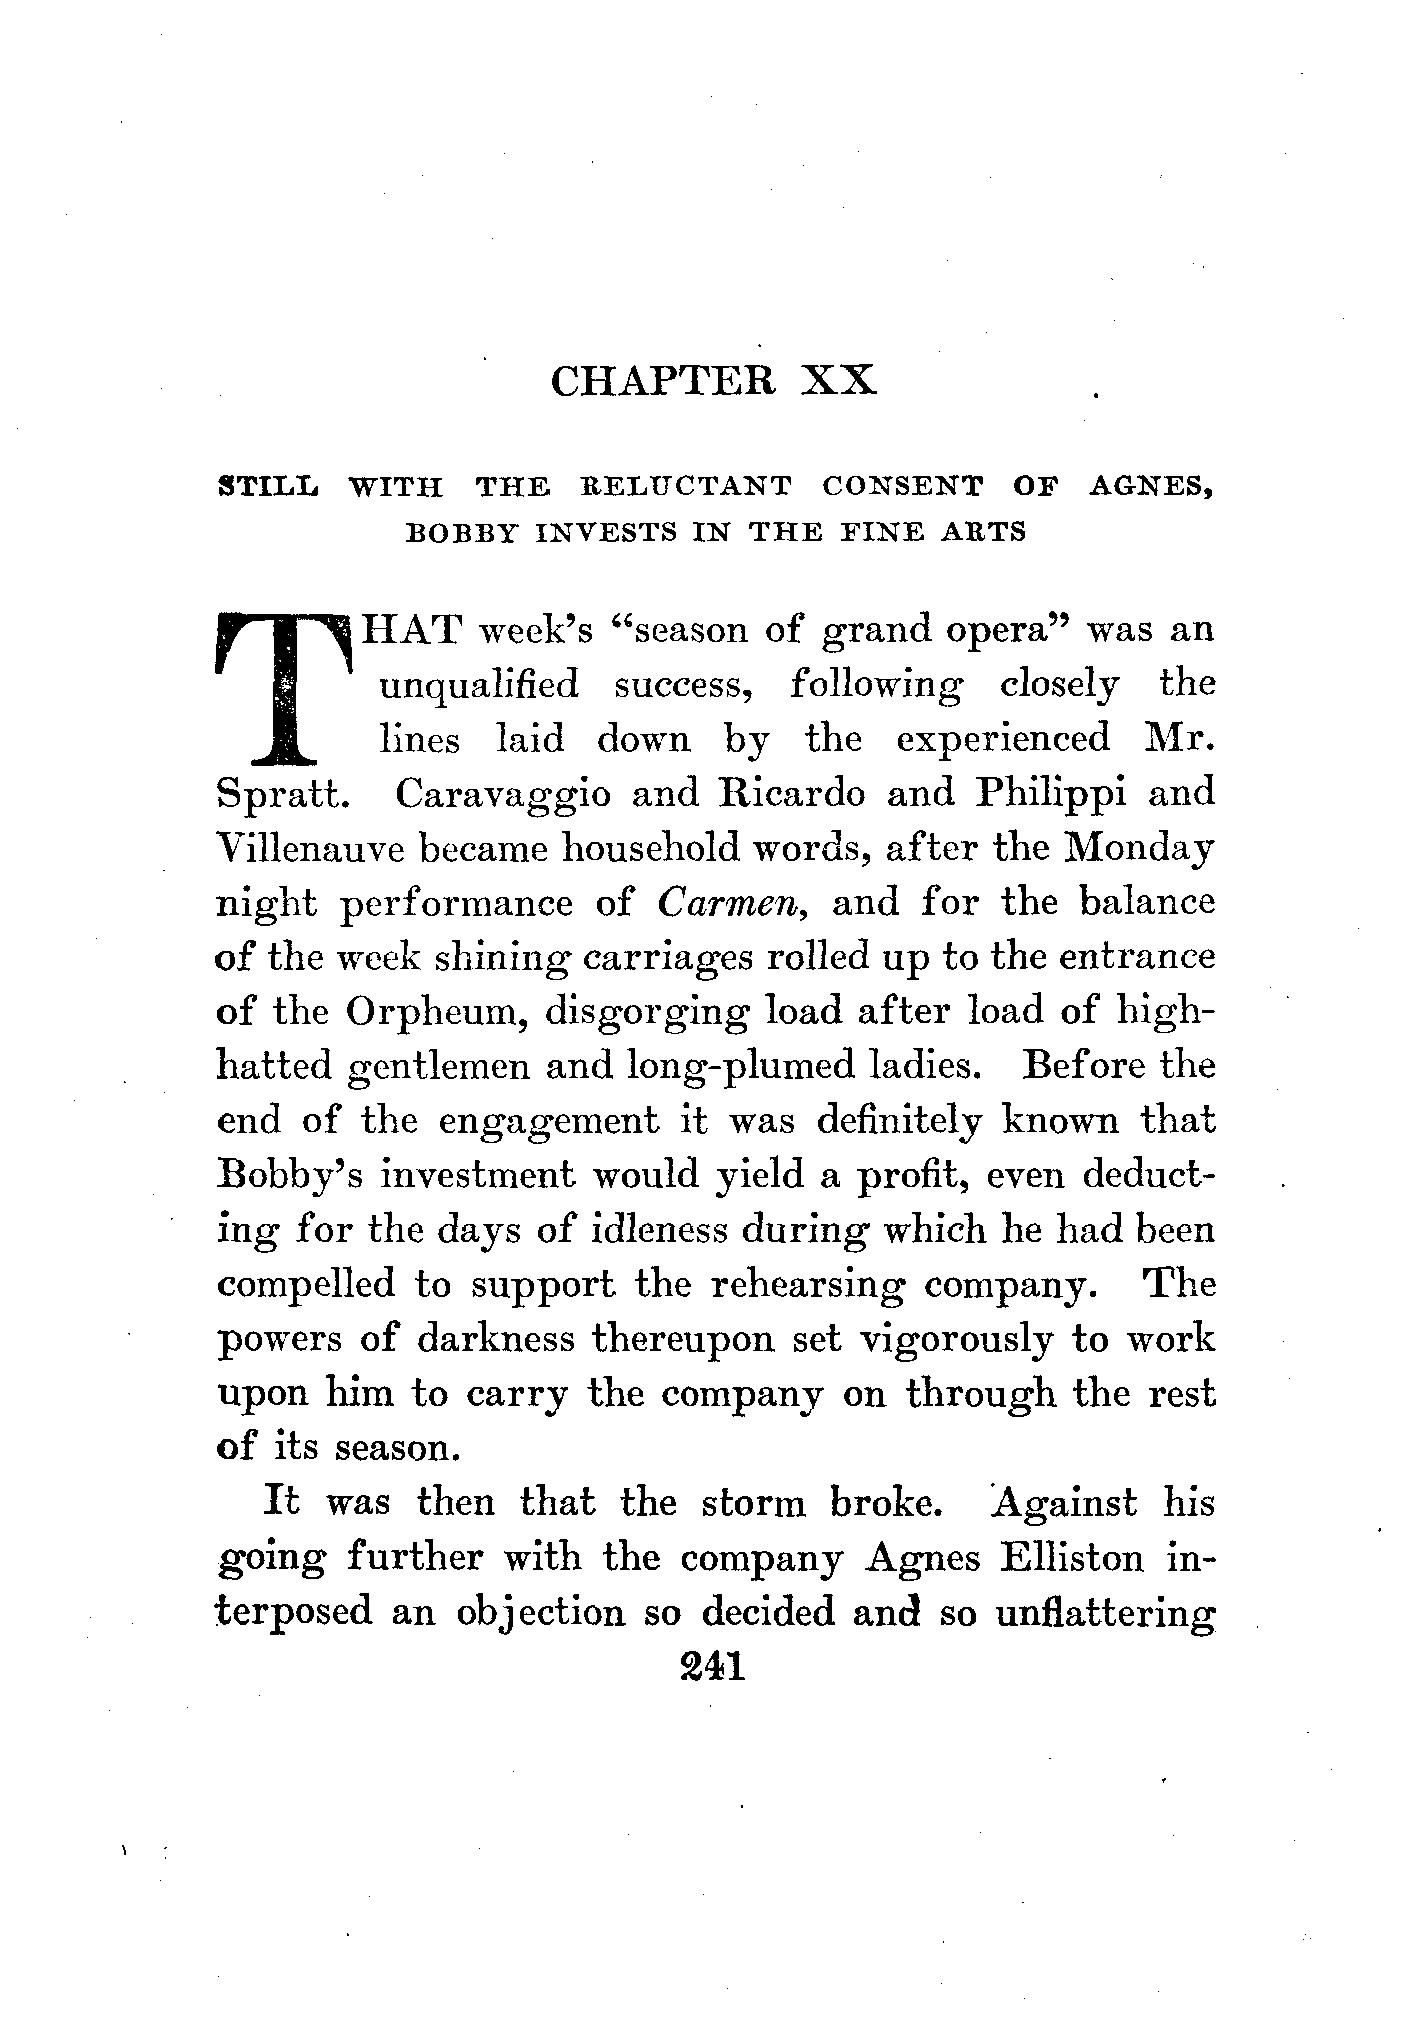 CHAPTER XX
STILL WITH THE RELUCTANT CONSENT OF AGNES,
BOBBY INVESTS IN THE FINE ARTS
THAT week's “season of grand opera” was an
unqualified success, following closely the
lines laid down by the experienced Mr.
Spratt. Caravaggio and Ricardo and Philippi and
Villenauve became household words, after the Monday
night performance of Carmen, and for the balance
of the week shining carriages rolled up to the entrance
of the Orpheum, disgorging load after load of high-
hatted gentlemen and long-plumed ladies. Before the
end of the engagement it was definitely known that
Bobby's investment would yield a profit, even deduct-
ing for the days of idleness during which he had been
compelled to support the rehearsing company. The
powers of darkness thereupon set vigorously to work
upon him to carry the company on through the rest
of its season.
It was then that the storm broke. Against his
going further with the company Agnes Elliston in-
terposed an objection so decided and so unflattering
241